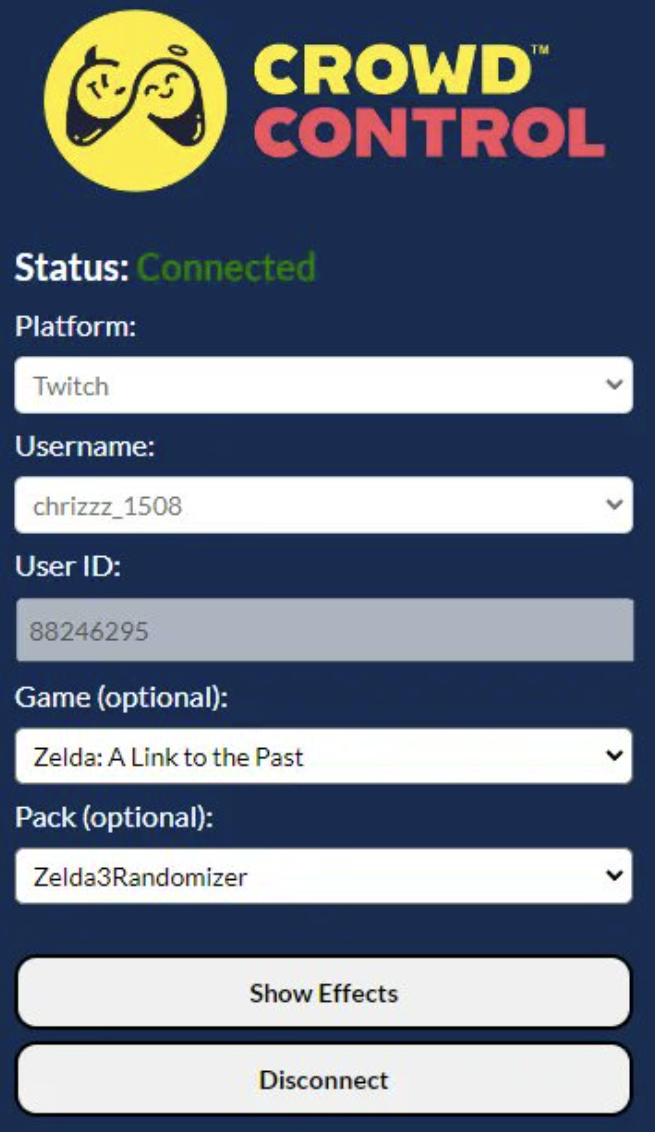 CROWD™
CONTROL
Status: Connected
Platform:
Twitch
Username:
chrizzz_1508
User ID:
88246295
Game (optional):
Zelda: A Link to the Past
Pack (optional):
Zelda3Randomizer
Show Effects
Disconnect